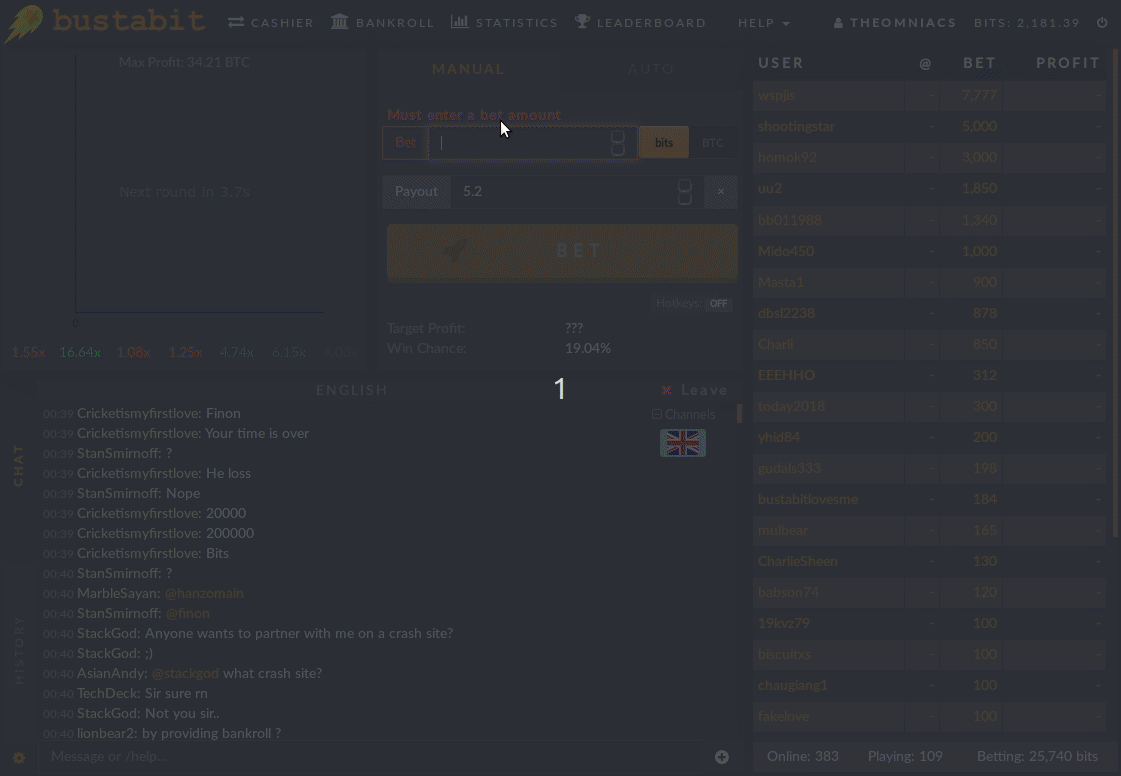 bustabit CASHIER BANKROLL STATISTICS LEADERBOARD HELP THEOMNIACS BITS: 2,181.39
Max Profit: 34.21 BTC
Next round in 3.7s
0
1.55x 16.64x 1.06x 1.25x 4.74x 6.15x
MANUAL AUTO
Must enter a bet amount
Bet bits BTC
Payout 5.2 ×
BET
Hotkeys: OFF
Target Profit: ???
Win Chance: 19.04%
1
ENGLISH × Leave
Channels
CHAT
HISTORY
00:39 Cricketismyfirstlove: Finon
00:39 Cricketismyfirstlove: Your time is over
00:39 StanSmirnoff: ?
00:39 Cricketismyfirstlove: He loss
00:39 StanSmirnoff: Nope
00:39 Cricketismyfirstlove: 20000
00:39 Cricketismyfirstlove: 200000
00:39 Cricketismyfirstlove: Bits
00:40 StanSmirnoff: ?
00:40 MarbleSayan: @hanzomain
00:40 StanSmirnoff: @finon
00:40 StackGod: Anyone wants to partner with me on a crash site?
00:40 StackGod: ;)
00:40 AsianAndy: @stackgod what crash site?
00:40 TechDeck: Sir sure rn
00:40 StackGod: Not you sir..
00:40 lionbear2: by providing bankroll ?
Message or /help...
USER @ BET PROFIT
wspjis - 7,777 -
shootingstar - 5,000 -
homok92 - 3,000 -
uu2 - 1,850 -
bb011988 - 1,340 -
Mido450 - 1,000 -
Masta1 - 900 -
dbsl2238 - 878 -
Charli - 850 -
EEEHHO - 312 -
today2018 - 300 -
yhid84 - 200 -
gudals333 - 198 -
bustabitlovesme - 184 -
mulbear - 165 -
CharlieSheen - 130 -
babson74 - 120 -
19kvz79 - 100 -
biscuitxs - 100 -
chaugiang1 - 100 -
fakelove - 100 -
Online: 383 Playing: 109 Betting: 25,740 bits